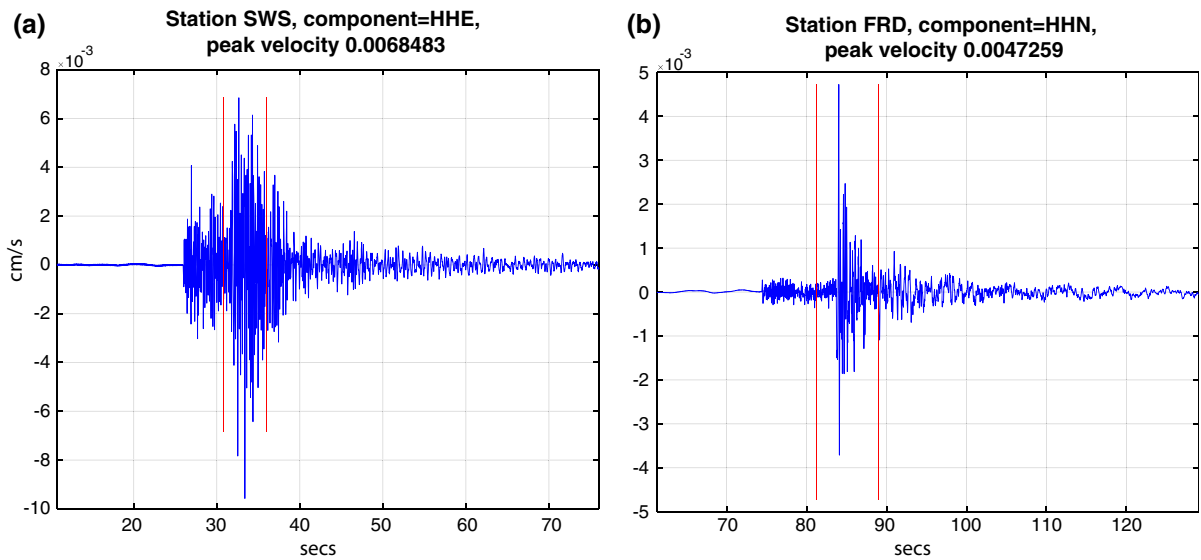 (a)
Station SWS, component=HHE,
peak velocity 0.0068483
×10⁻³
8
6
4
2
0
-2
-4
-6
-8
-10
cm/s
20 30 40 50 60 70
secs
(b)
Station FRD, component=HHN,
peak velocity 0.0047259
×10⁻³
5
4
3
2
1
0
-1
-2
-3
-4
-5
70 80 90 100 110 120
secs